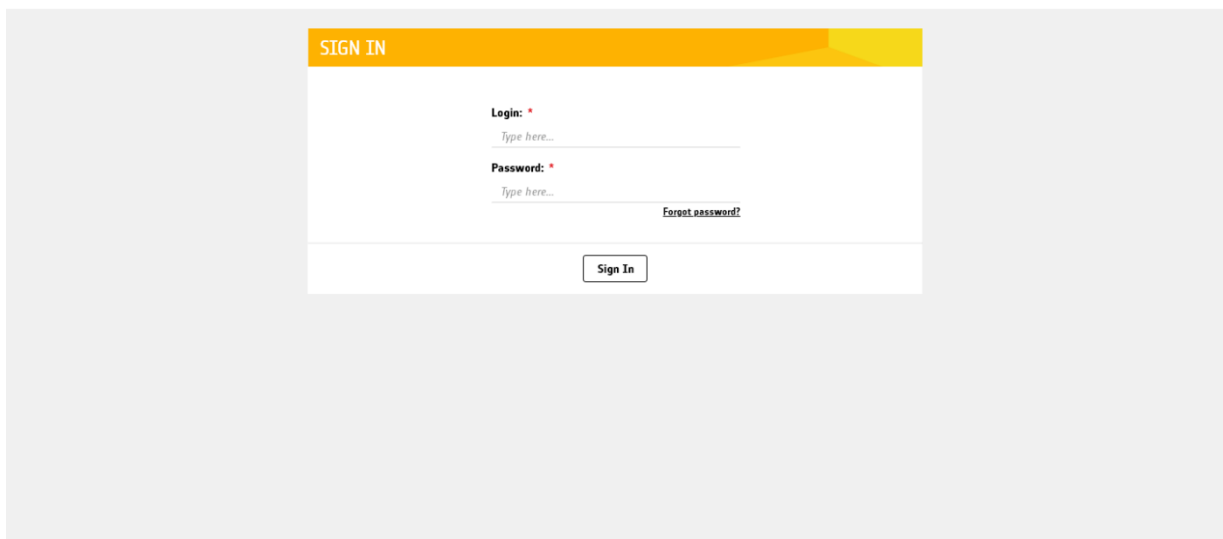 SIGN IN
Login: *
Type here...
Password: *
Type here...
Forgot password?
Sign In